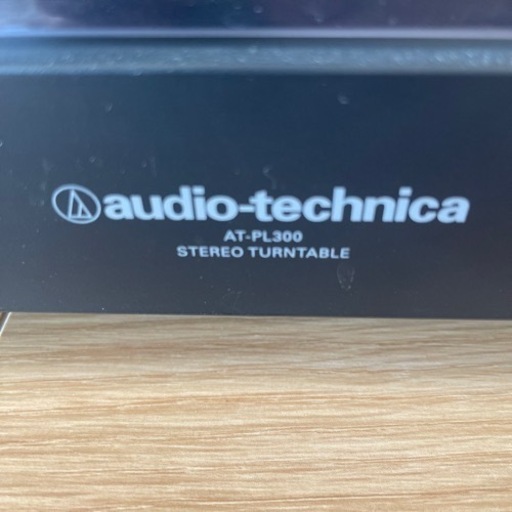 audio-technica
AT-PL300
STEREO TURNTABLE